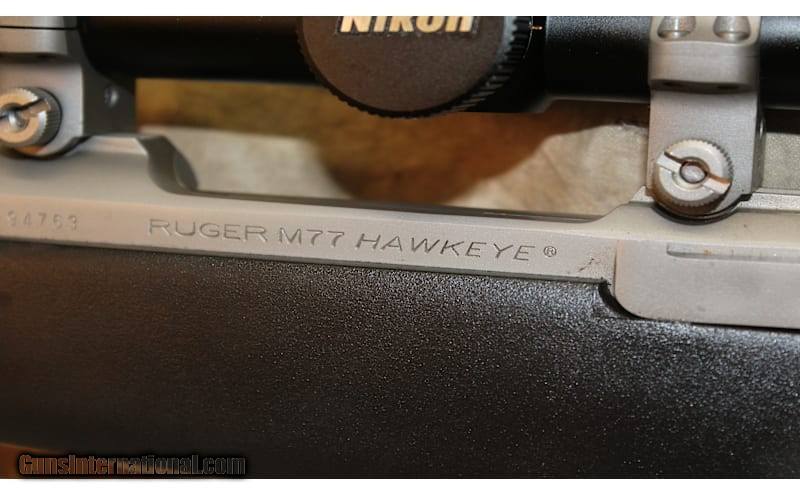 Nikon
94763
RUGER M77 HAWKEYE®
GunsInternational.com